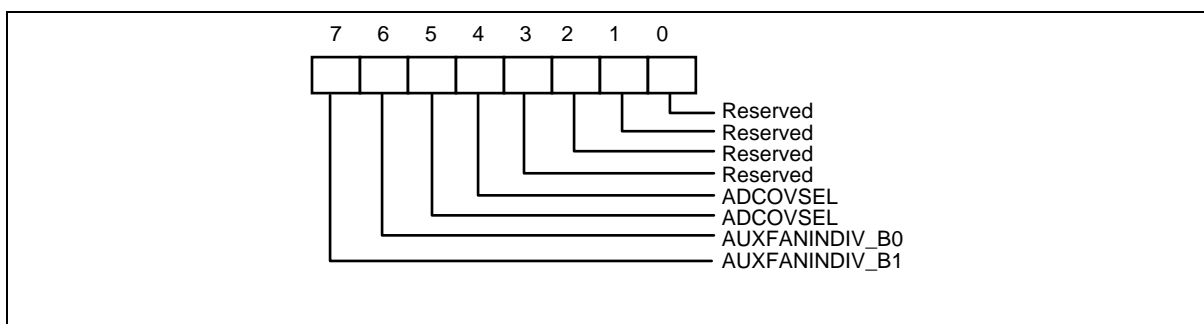 7 6 5 4 3 2 1 0
Reserved
Reserved
Reserved
Reserved
ADCOVSEL
ADCOVSEL
AUXFANINDIV_B0
AUXFANINDIV_B1